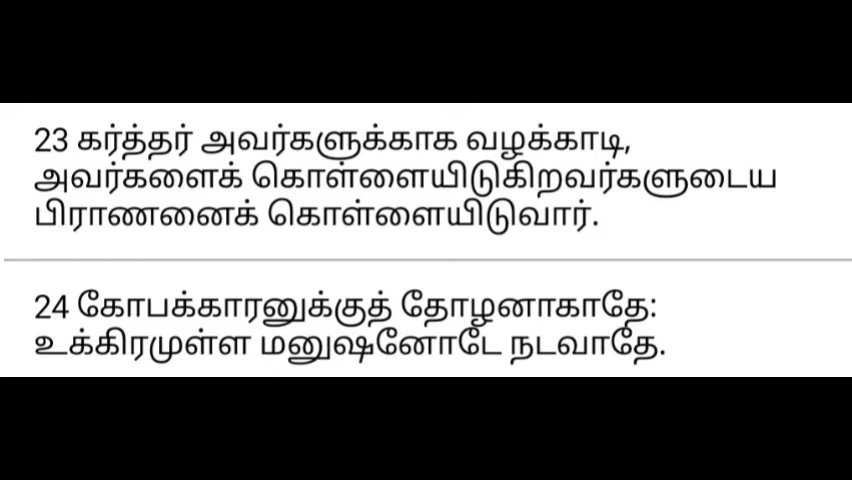 23 கர்த்தர் அவர்களுக்காக வழக்காடி,
அவர்களைக் கொள்ளையிடுகிறவர்களுடைய
பிராணனைக் கொள்ளையிடுவார்.
24 கோபக்காரனுக்குத் தோழனாகாதே:
உக்கிரமுள்ள மனுஷனோடே நடவாதே.